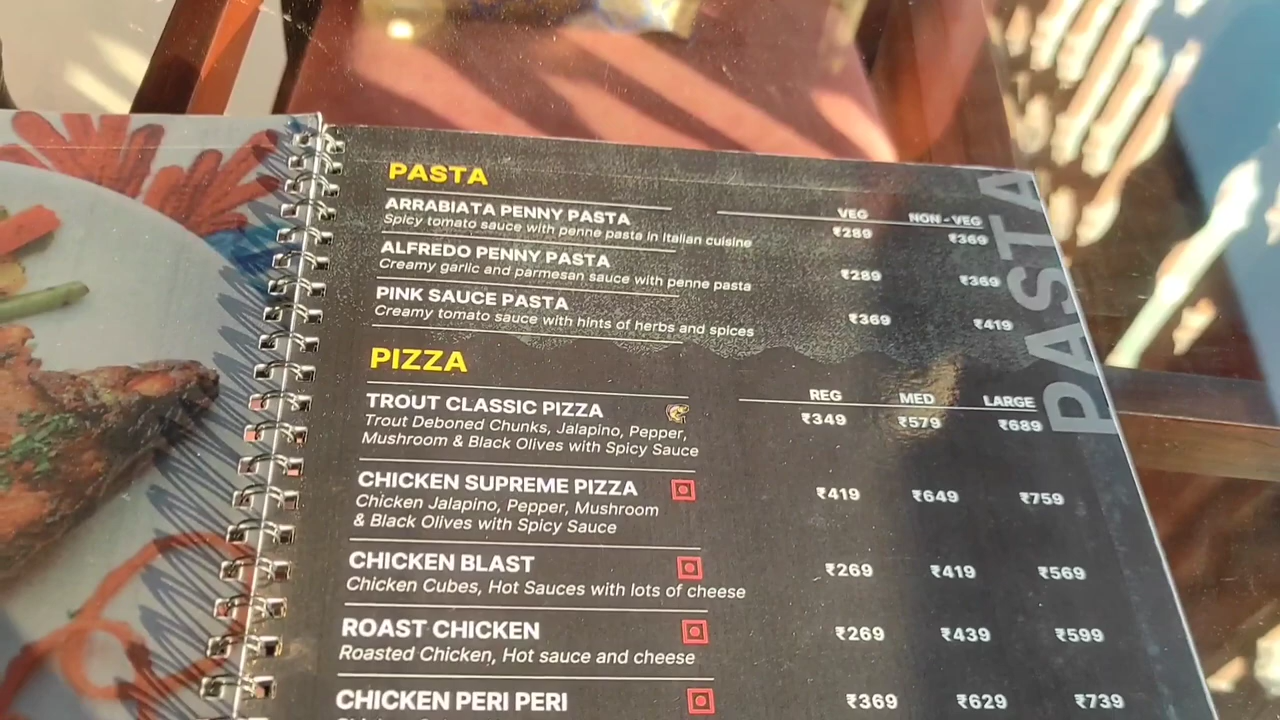 PASTA
VEG NON - VEG
ARRABIATA PENNY PASTA ₹289 ₹369
Spicy tomato sauce with penne pasta in Italian cuisine
ALFREDO PENNY PASTA ₹289 ₹369
Creamy garlic and parmesan sauce with penne pasta
PINK SAUCE PASTA ₹369 ₹419
Creamy tomato sauce with hints of herbs and spices
PASTA
PIZZA
REG MED LARGE
TROUT CLASSIC PIZZA ₹349 ₹579 ₹689
Trout Deboned Chunks, Jalapino, Pepper,
Mushroom & Black Olives with Spicy Sauce
CHICKEN SUPREME PIZZA ₹419 ₹649 ₹759
Chicken Jalapino, Pepper, Mushroom
& Black Olives with Spicy Sauce
CHICKEN BLAST ₹269 ₹419 ₹569
Chicken Cubes, Hot Sauces with lots of cheese
ROAST CHICKEN ₹269 ₹439 ₹599
Roasted Chicken, Hot sauce and cheese
CHICKEN PERI PERI ₹369 ₹629 ₹739